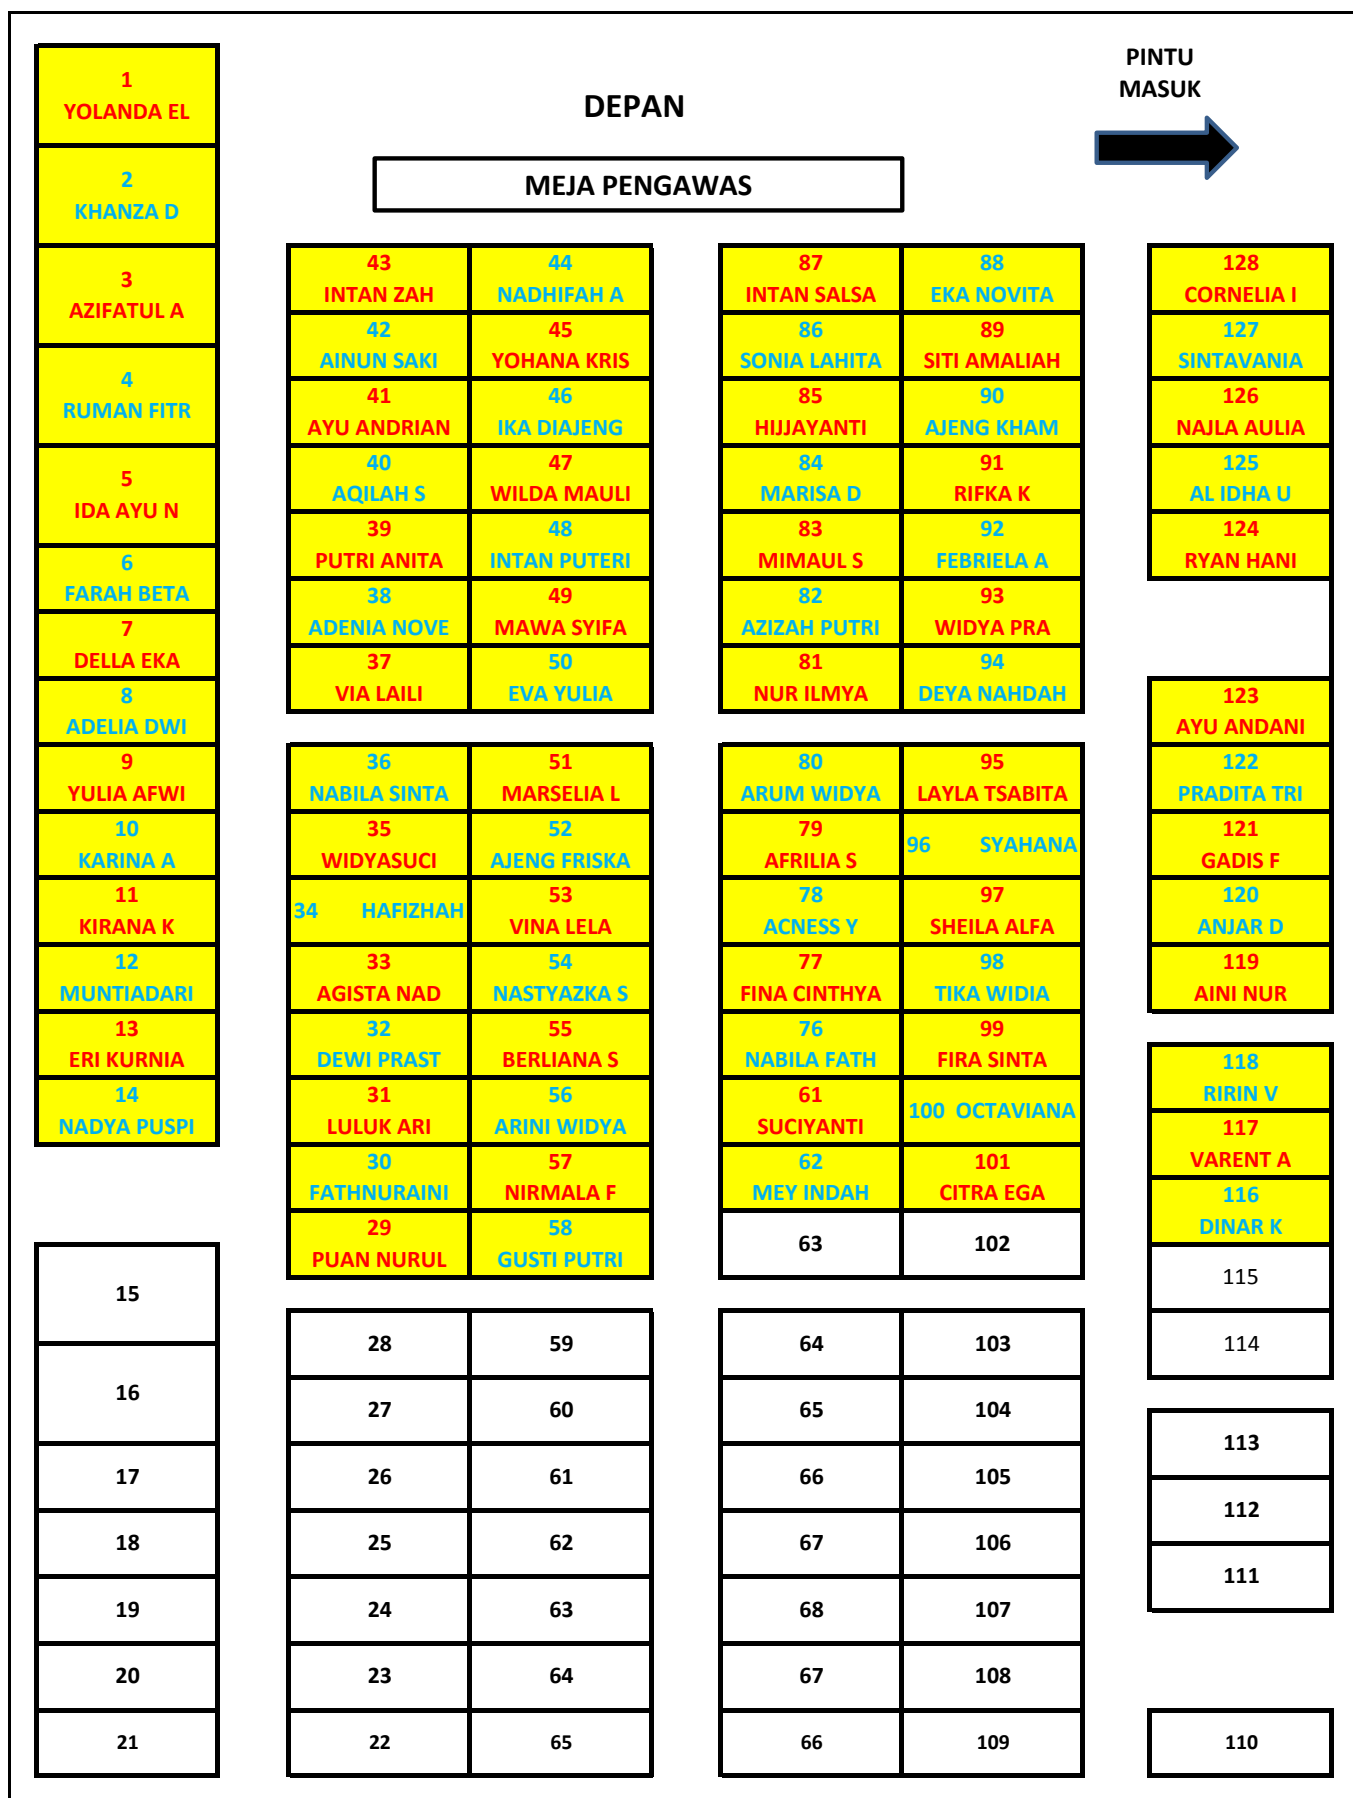 PINTU
MASUK
DEPAN
MEJA PENGAWAS
1
YOLANDA EL
2
KHANZA D
3
AZIFATUL A
4
RUMAN FITR
5
IDA AYU N
6
FARAH BETA
7
DELLA EKA
8
ADELIA DWI
9
YULIA AFWI
10
KARINA A
11
KIRANA K
12
MUNTIADARI
13
ERI KURNIA
14
NADYA PUSPI
15
16
17
18
19
20
21
43
INTAN ZAH
42
AINUN SAKI
41
AYU ANDRIAN
40
AQILAH S
39
PUTRI ANITA
38
ADENIA NOVE
37
VIA LAILI
36
NABILA SINTA
35
WIDYASUCI
34 HAFIZHAH
33
AGISTA NAD
32
DEWI PRAST
31
LULUK ARI
30
FATHNURAINI
29
PUAN NURUL
28
27
26
25
24
23
22
44
NADHIFAH A
45
YOHANA KRIS
46
IKA DIAJENG
47
WILDA MAULI
48
INTAN PUTERI
49
MAWA SYIFA
50
EVA YULIA
51
MARSELIA L
52
AJENG FRISKA
53
VINA LELA
54
NASTYAZKA S
55
BERLIANA S
56
ARINI WIDYA
57
NIRMALA F
58
GUSTI PUTRI
59
60
61
62
63
64
65
87
INTAN SALSA
86
SONIA LAHITA
85
HIJJAYANTI
84
MARISA D
83
MIMAUL S
82
AZIZAH PUTRI
81
NUR ILMYA
80
ARUM WIDYA
79
AFRILIA S
78
ACNESS Y
77
FINA CINTHYA
76
NABILA FATH
61
SUCIYANTI
62
MEY INDAH
63
64
65
66
67
68
67
66
88
EKA NOVITA
89
SITI AMALIAH
90
AJENG KHAM
91
RIFKA K
92
FEBRIELA A
93
WIDYA PRA
94
DEYA NAHDAH
95
LAYLA TSABITA
96 SYAHANA
97
SHEILA ALFA
98
TIKA WIDIA
99
FIRA SINTA
100 OCTAVIANA
101
CITRA EGA
102
103
104
105
106
107
108
109
128
CORNELIA I
127
SINTAVANIA
126
NAJLA AULIA
125
AL IDHA U
124
RYAN HANI
123
AYU ANDANI
122
PRADITA TRI
121
GADIS F
120
ANJAR D
119
AINI NUR
118
RIRIN V
117
VARENT A
116
DINAR K
115
114
113
112
111
110